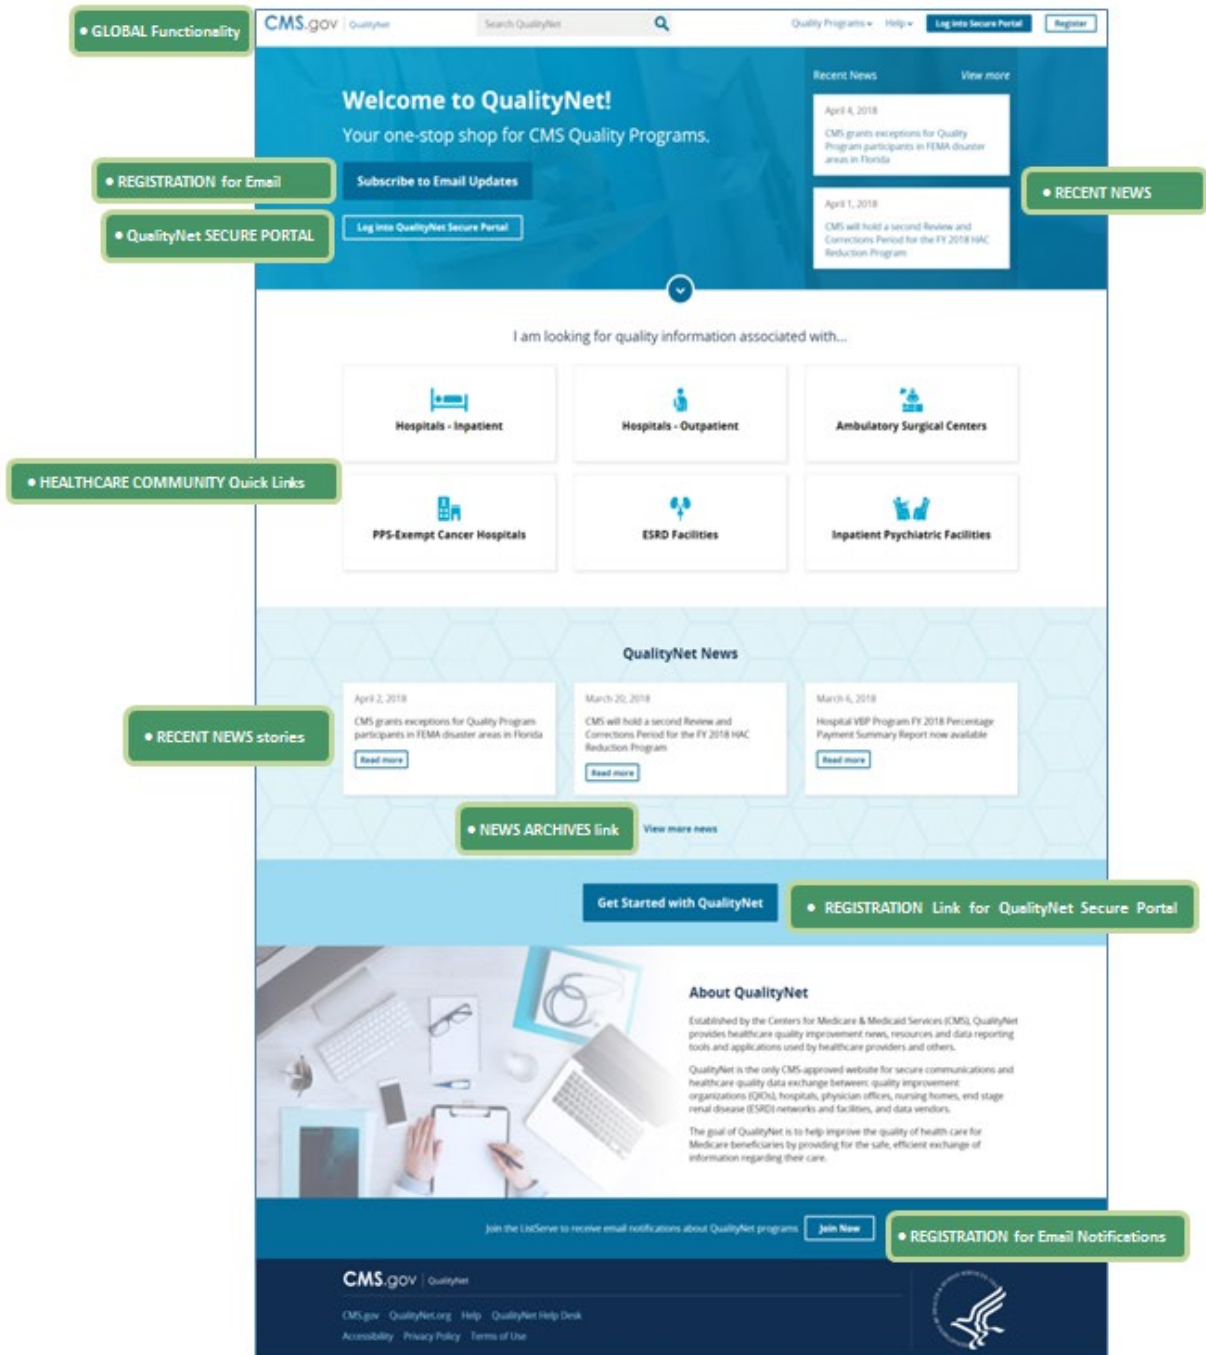 • GLOBAL Functionality
CMS.gov | QualityNet
Search QualityNet
Quality Programs
Help
Log into Secure Portal
Register
Welcome to QualityNet!
Your one-stop shop for CMS Quality Programs.
• REGISTRATION for Email
Subscribe to Email Updates
• QualityNet SECURE PORTAL
Log into QualityNet Secure Portal
Recent News
View more
April 4, 2018
CMS grants exceptions for Quality
Program participants in FEMA disaster
areas in Florida
April 1, 2018
CMS will hold a second Review and
Corrections Period for the FY 2018 HAC
Reduction Program
• RECENT NEWS
I am looking for quality information associated with...
Hospitals - Inpatient
Hospitals - Outpatient
Ambulatory Surgical Centers
• HEALTHCARE COMMUNITY Quick Links
PPS-Exempt Cancer Hospitals
ESRD Facilities
Inpatient Psychiatric Facilities
QualityNet News
• RECENT NEWS stories
April 2, 2018
CMS grants exceptions for Quality Program
participants in FEMA disaster areas in Florida
Read more
March 20, 2018
CMS will hold a second Review and
Corrections Period for the FY 2018 HAC
Reduction Program
Read more
March 6, 2018
Hospital VBP Program FY 2018 Percentage
Payment Summary Report now available
Read more
• NEWS ARCHIVES link
View more news
Get Started with QualityNet
• REGISTRATION Link for QualityNet Secure Portal
About QualityNet
Established by the Centers for Medicare & Medicaid Services (CMS), QualityNet
provides healthcare quality improvement news, resources and data reporting
tools and applications used by healthcare providers and others.
QualityNet is the only CMS-approved website for secure communications and
healthcare quality data exchange between: quality improvement
organizations (QIOs), hospitals, physician offices, nursing homes, end stage
renal disease (ESRD) networks and facilities, and data vendors.
The goal of QualityNet is to help improve the quality of health care for
Medicare beneficiaries by providing for the safe, efficient exchange of
information regarding their care.
Join the ListServe to receive email notifications about QualityNet programs
Join Now
• REGISTRATION for Email Notifications
CMS.gov | QualityNet
CMS.gov QualityNet.org Help QualityNet Help Desk
Accessibility Privacy Policy Terms of Use